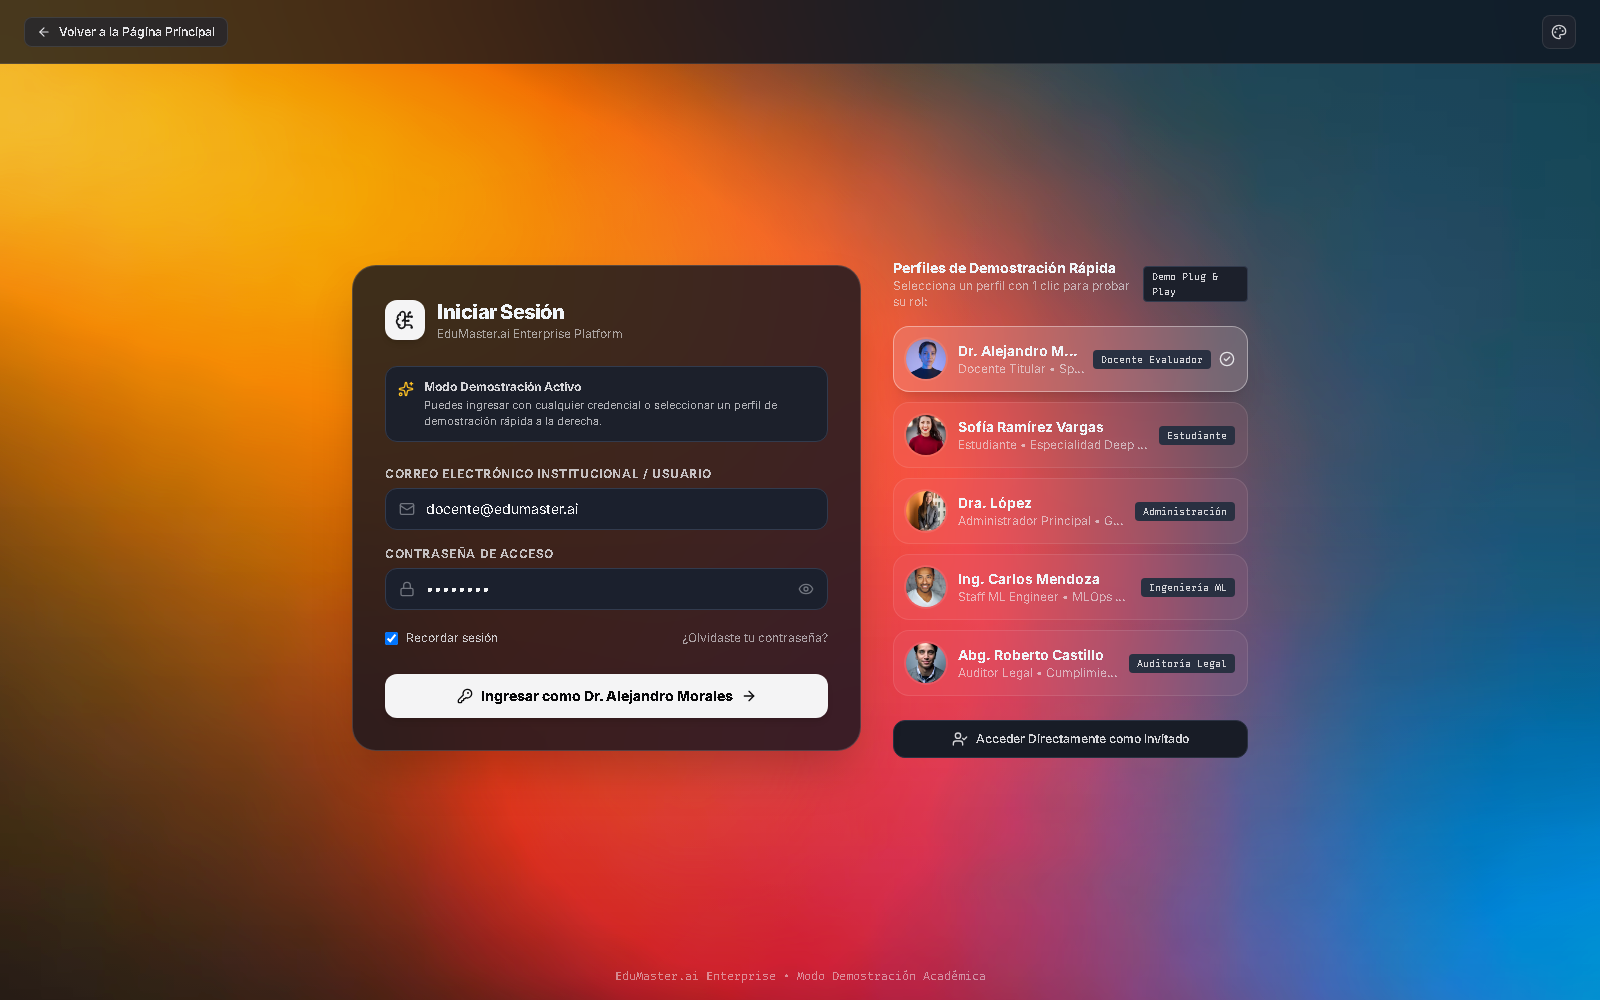 Volver a la Página Principal
Iniciar Sesión
EduMaster.ai Enterprise Platform
Modo Demostración Activo
Puedes ingresar con cualquier credencial o seleccionar un perfil de
demostración rápida a la derecha.
CORREO ELECTRÓNICO INSTITUCIONAL / USUARIO
docente@edumaster.ai
CONTRASEÑA DE ACCESO
••••••••
Recordar sesión
¿Olvidaste tu contraseña?
Ingresar como Dr. Alejandro Morales
Perfiles de Demostración Rápida
Selecciona un perfil con 1 clic para probar
su rol:
Demo Plug &
Play
Dr. Alejandro M...
Docente Titular • Sp...
Docente Evaluador
Sofía Ramírez Vargas
Estudiante • Especialidad Deep ...
Estudiante
Dra. López
Administrador Principal • G...
Administración
Ing. Carlos Mendoza
Staff ML Engineer • MLOps ...
Ingeniería ML
Abg. Roberto Castillo
Auditor Legal • Cumplimie...
Auditoría Legal
Acceder Directamente como Invitado
EduMaster.ai Enterprise • Modo Demostración Académica